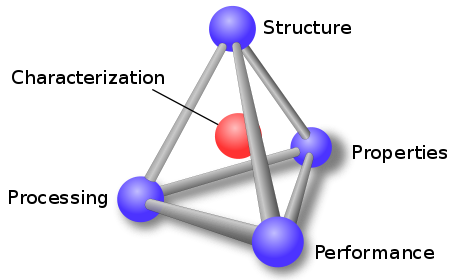 Structure
Characterization
Properties
Processing
Performance